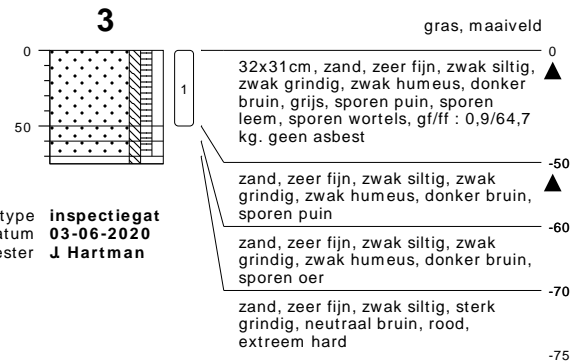 3
gras, maaiveld
0
0
32x31cm, zand, zeer fijn, zwak siltig,
zwak grindig, zwak humeus, donker
bruin, grijs, sporen puin, sporen
leem, sporen wortels, gf/ff : 0,9/64,7
kg. geen asbest
1
50
-50
zand, zeer fijn, zwak siltig, zwak
grindig, zwak humeus, donker bruin,
sporen puin
-60
type inspectiegat
atum 03-06-2020
ester J Hartman
zand, zeer fijn, zwak siltig, zwak
grindig, zwak humeus, donker bruin,
sporen oer
-70
zand, zeer fijn, zwak siltig, sterk
grindig, neutraal bruin, rood,
extreem hard
-75